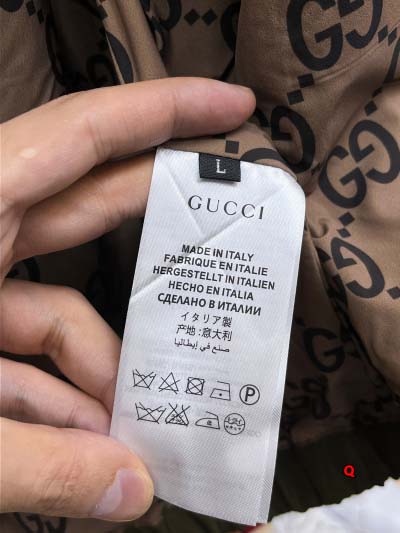 L
GUCCI
MADE IN ITALY
FABRIQUE EN ITALIE
HERGESTELLT IN ITALIEN
HECHO EN ITALIA
СДЕЛАНО В ИТАЛИИ
イタリア製
产地:意大利
صنع في إيطاليا
P
Q